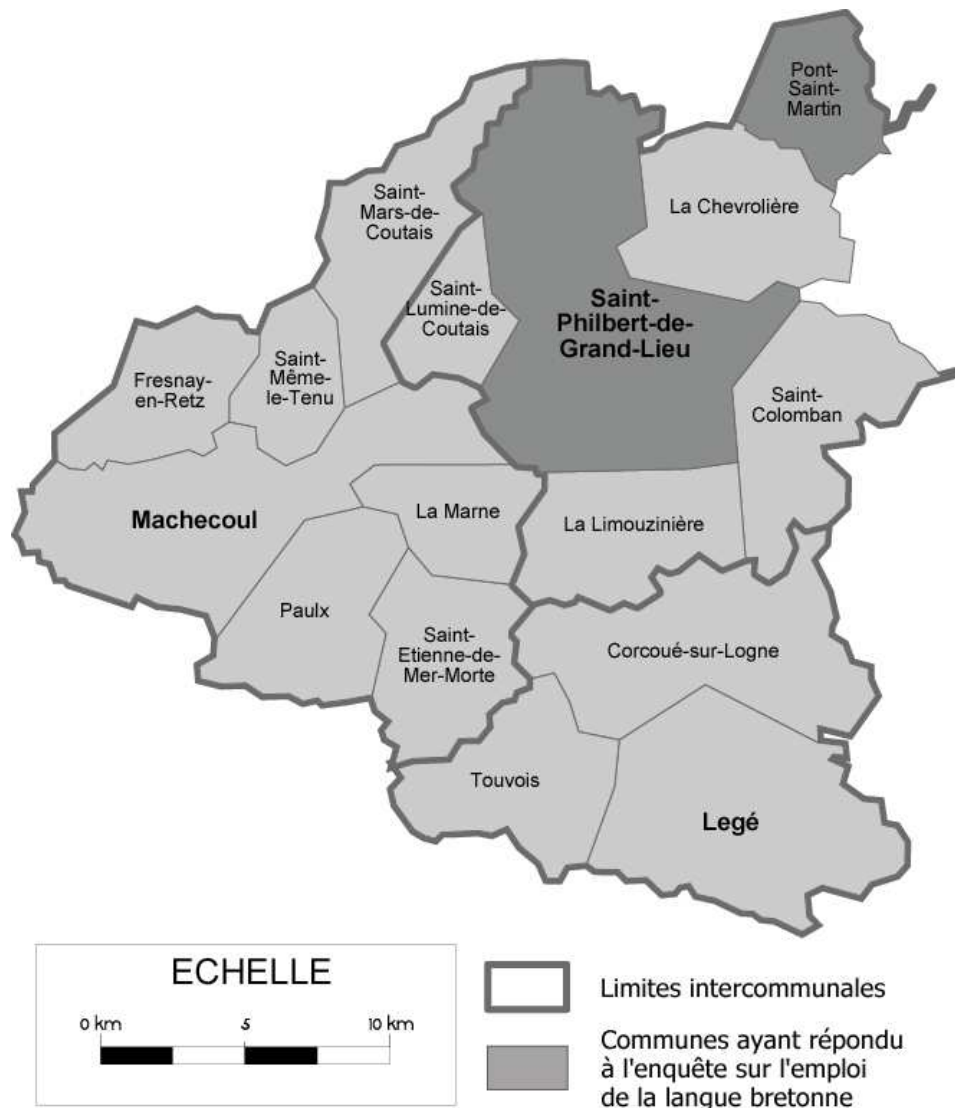 Pont-
Saint-
Martin
Saint-
Mars-de-
Coutais
La Chevrolière
Saint-
Lumine-de-
Coutais
Saint-
Philbert-de-
Grand-Lieu
Fresnay-
en-Retz
Saint-
Même-
le-Tenu
Saint-
Colomban
Machecoul
La Marne
La Limouzinière
Paulx
Saint-
Etienne-de-
Mer-Morte
Corcoué-sur-Logne
Touvois
Legé
ECHELLE
0 km 5 10 km
Limites intercommunales
Communes ayant répondu
à l'enquête sur l'emploi
de la langue bretonne